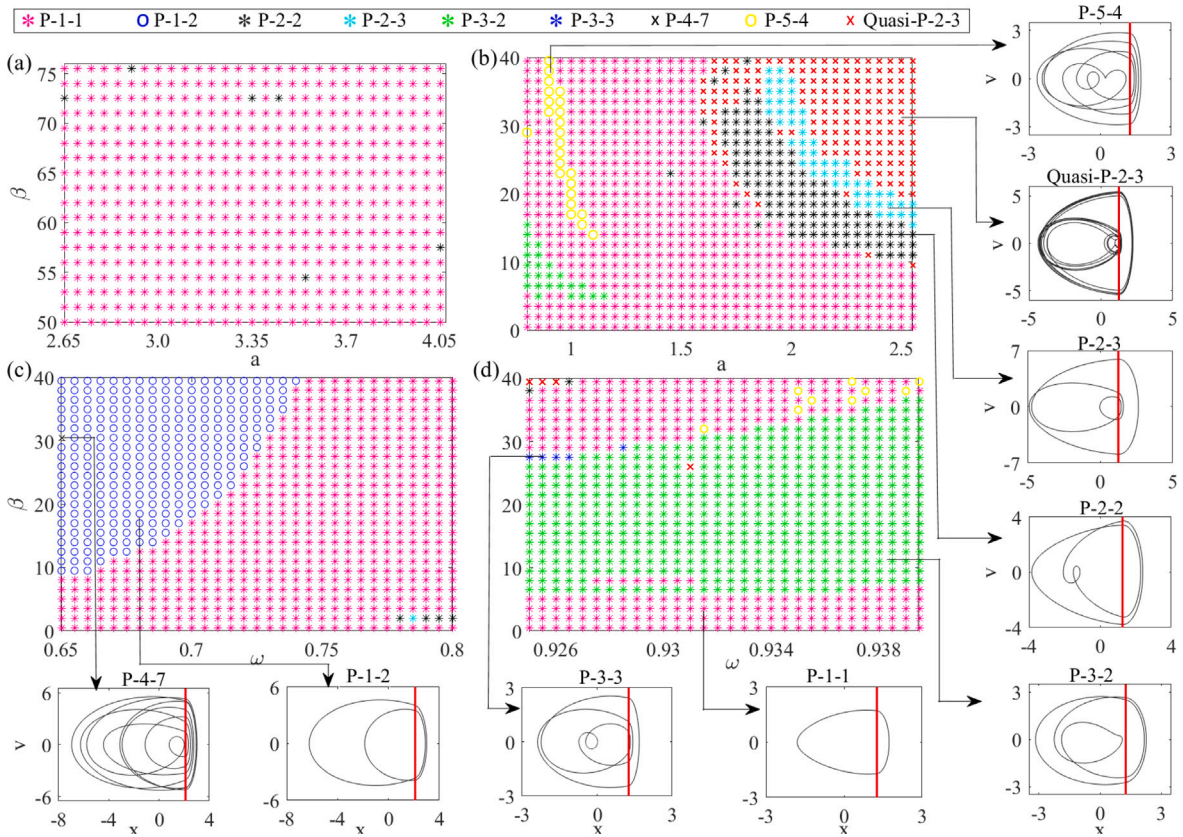 P-1-1 P-1-2 P-2-2 P-2-3 P-3-2 P-3-3 P-4-7 P-5-4 Quasi-P-2-3
(a)
75
70
65
60
55
50
β
2.65 3.0 3.35 3.7 4.05
a
(b)
40
30
20
10
0
1 1.5 2 2.5
a
P-5-4
3
0
-3
v
-3 0 3
Quasi-P-2-3
5
0
-5
v
-5 0 5
P-2-3
7
0
-7
v
-5 0 5
P-2-2
4
0
-4
v
-4 0 4
P-3-2
3
0
-3
v
-3 0 3
x
(c)
40
30
20
10
0
β
0.65 0.7 0.75 0.8
ω
(d)
40
30
20
10
0
0.926 0.93 0.934 0.938
ω
P-4-7
6
0
-6
v
-8 -4 0 4
x
P-1-2
6
0
-6
-8 -4 0 4
x
P-3-3
3
0
-3
-3 0 3
x
P-1-1
3
0
-3
-3 0 3
x